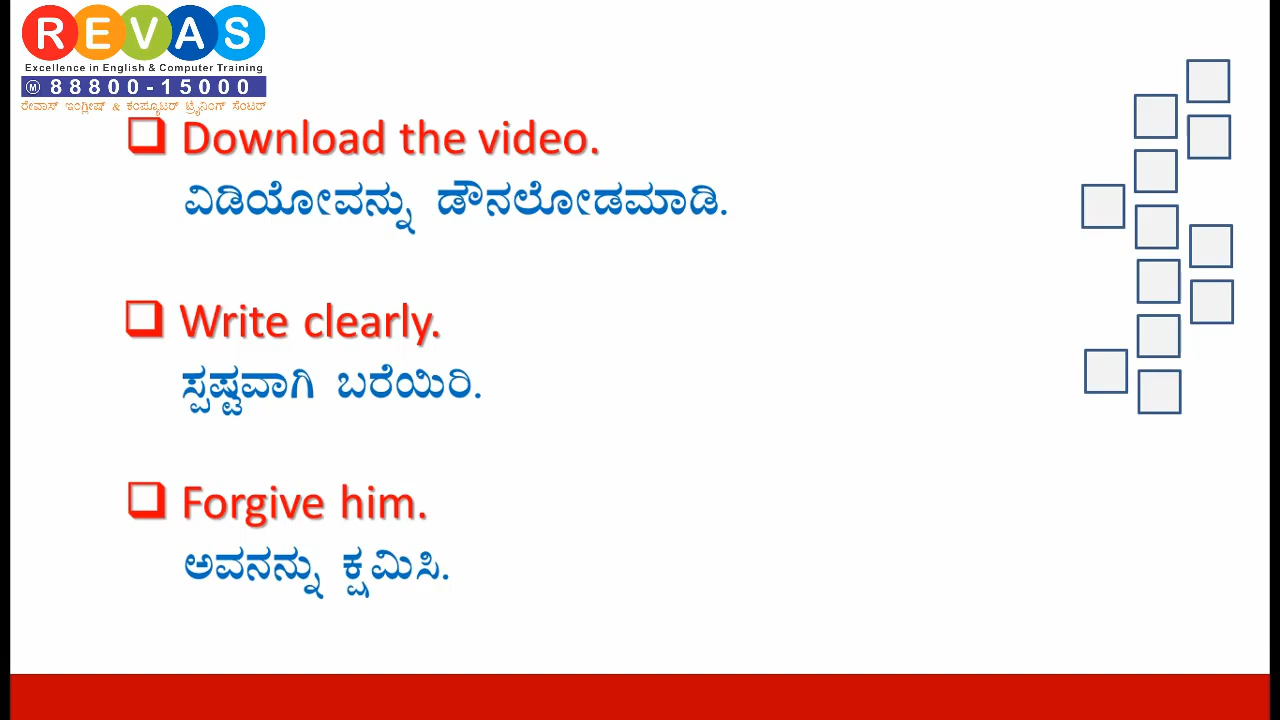 REVAS
Excellence in English & Computer Training
M 88800-15000
ರೇವಾಸ್ ಇಂಗ್ಲೀಷ್ & ಕಂಪ್ಯೂಟರ್ ಟ್ರೈನಿಂಗ್ ಸೆಂಟರ್
Download the video.
ವಿಡಿಯೋವನ್ನು ಡೌನಲೋಡಮಾಡಿ.
Write clearly.
ಸ್ಪಷ್ಟವಾಗಿ ಬರೆಯಿರಿ.
Forgive him.
ಅವನನ್ನು ಕ್ಷಮಿಸಿ.